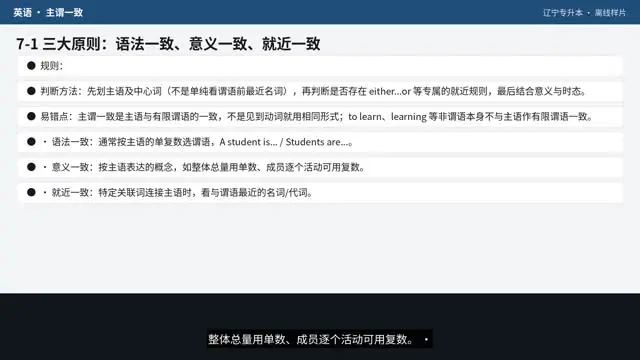 英语 · 主谓一致
辽宁专升本 · 离线样片
7-1 三大原则：语法一致、意义一致、就近一致
● 规则：
● 判断方法：先划主语及中心词（不是单纯看谓语前最近名词），再判断是否存在 either...or 等专属的就近规则，最后结合意义与时态。
● 易错点：主谓一致是主语与有限谓语的一致，不是见到动词就用相同形式；to learn、learning 等非谓语本身不与主语作有限谓语一致。
● · 语法一致：通常按主语的单复数选谓语，A student is... / Students are...。
● · 意义一致：按主语表达的概念，如整体总量用单数、成员逐个活动可用复数。
● · 就近一致：特定关联词连接主语时，看与谓语最近的名词/代词。
整体总量用单数、成员逐个活动可用复数。 ·